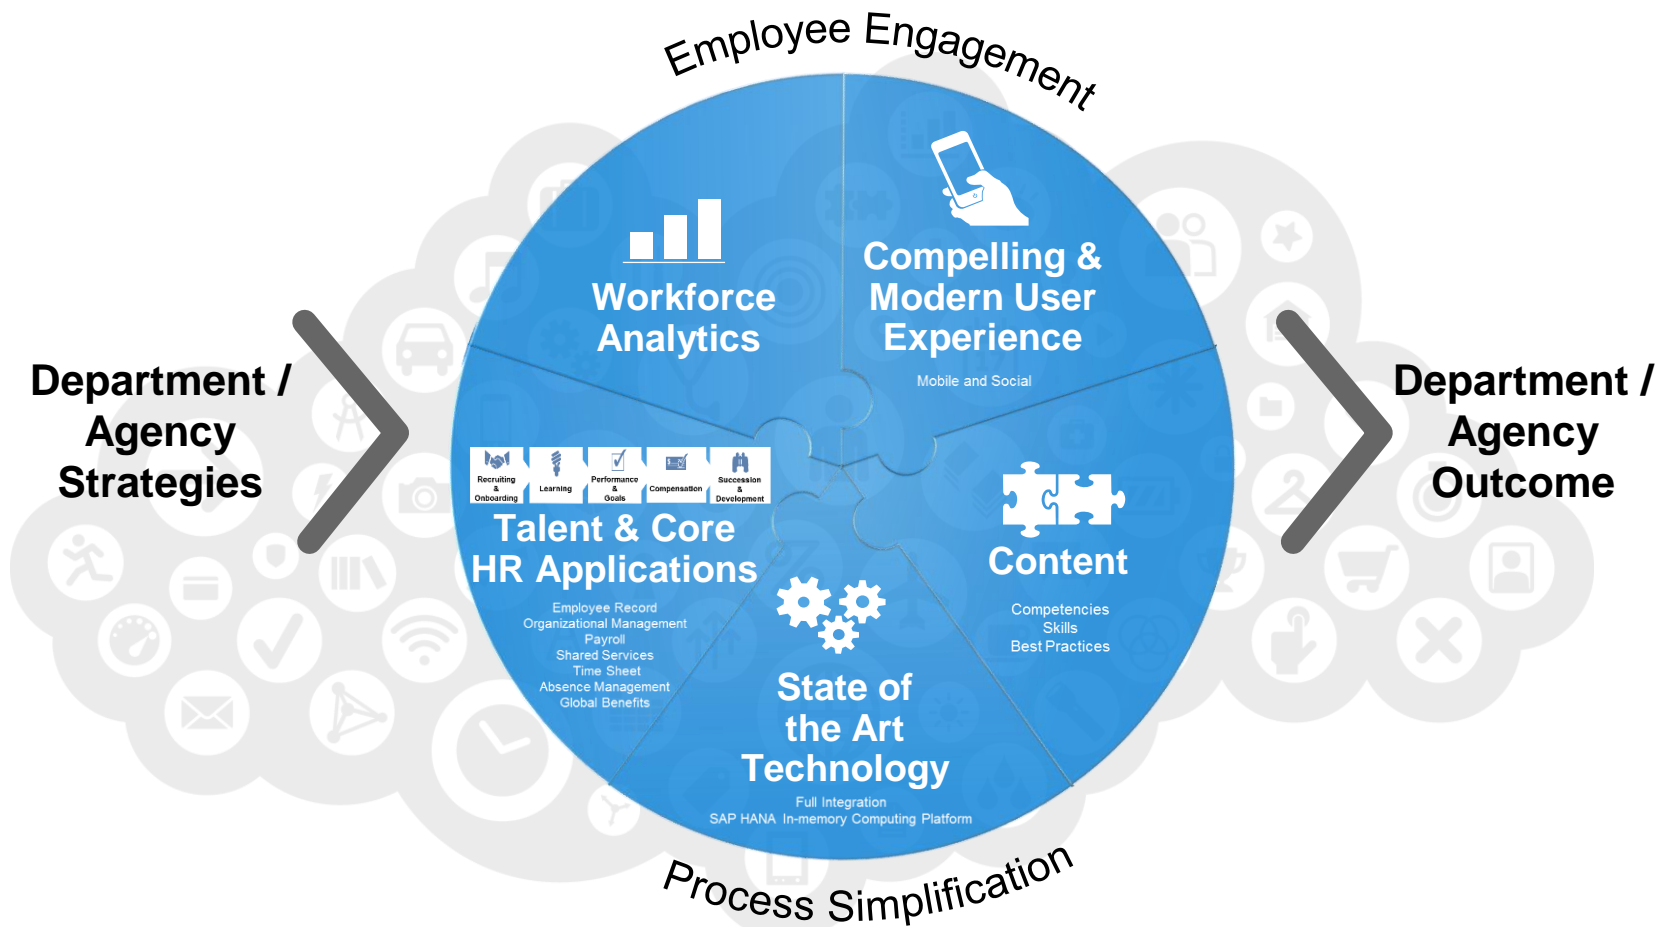 Employee Engagement
Department /
Agency
Strategies
Workforce
Analytics
Compelling &
Modern User
Experience
Mobile and Social
Recruiting
&
Onboarding
Learning
Performance
&
Goals
Compensation
Succession
&
Development
Talent & Core
HR Applications
Employee Record
Organizational Management
Payroll
Shared Services
Time Sheet
Absence Management
Global Benefits
Content
Competencies
Skills
Best Practices
State of
the Art
Technology
Full Integration
SAP HANA In-memory Computing Platform
Department /
Agency
Outcome
Process Simplification